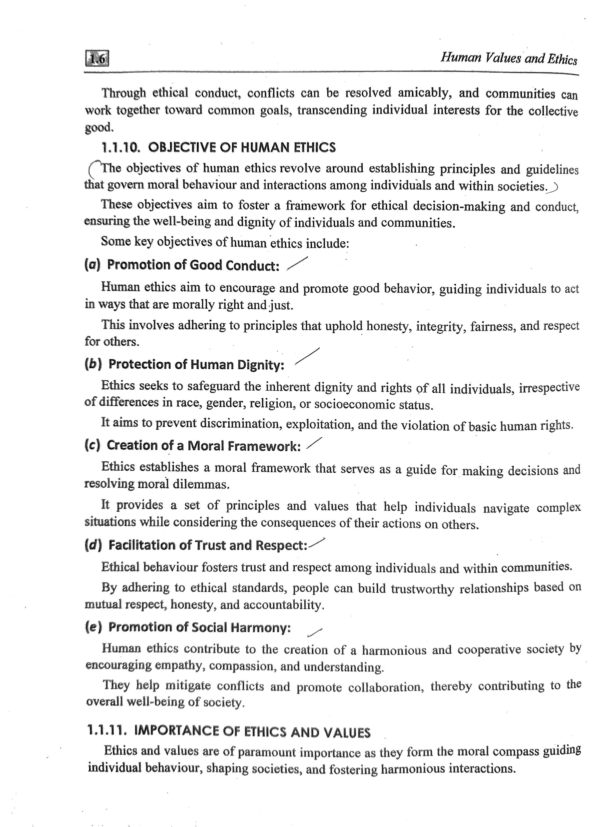 1.6
Human Values and Ethics
Through ethical conduct, conflicts can be resolved amicably, and communities can
work together toward common goals, transcending individual interests for the collective
good.
1.1.10. OBJECTIVE OF HUMAN ETHICS
(The objectives of human ethics revolve around establishing principles and guidelines
that govern moral behaviour and interactions among individuals and within societies.)
These objectives aim to foster a framework for ethical decision-making and conduct,
ensuring the well-being and dignity of individuals and communities.
Some key objectives of human ethics include:
(a) Promotion of Good Conduct:
Human ethics aim to encourage and promote good behavior, guiding individuals to act
in ways that are morally right and just.
This involves adhering to principles that uphold honesty, integrity, fairness, and respect
for others.
(b) Protection of Human Dignity:
Ethics seeks to safeguard the inherent dignity and rights of all individuals, irrespective
of differences in race, gender, religion, or socioeconomic status.
It aims to prevent discrimination, exploitation, and the violation of basic human rights.
(c) Creation of a Moral Framework:
Ethics establishes a moral framework that serves as a guide for making decisions and
resolving moral dilemmas.
It provides a set of principles and values that help individuals navigate complex
situations while considering the consequences of their actions on others.
(d) Facilitation of Trust and Respect:
Ethical behaviour fosters trust and respect among individuals and within communities.
By adhering to ethical standards, people can build trustworthy relationships based on
mutual respect, honesty, and accountability.
(e) Promotion of Social Harmony:
Human ethics contribute to the creation of a harmonious and cooperative society by
encouraging empathy, compassion, and understanding.
They help mitigate conflicts and promote collaboration, thereby contributing to the
overall well-being of society.
1.1.11. IMPORTANCE OF ETHICS AND VALUES
Ethics and values are of paramount importance as they form the moral compass guiding
individual behaviour, shaping societies, and fostering harmonious interactions.